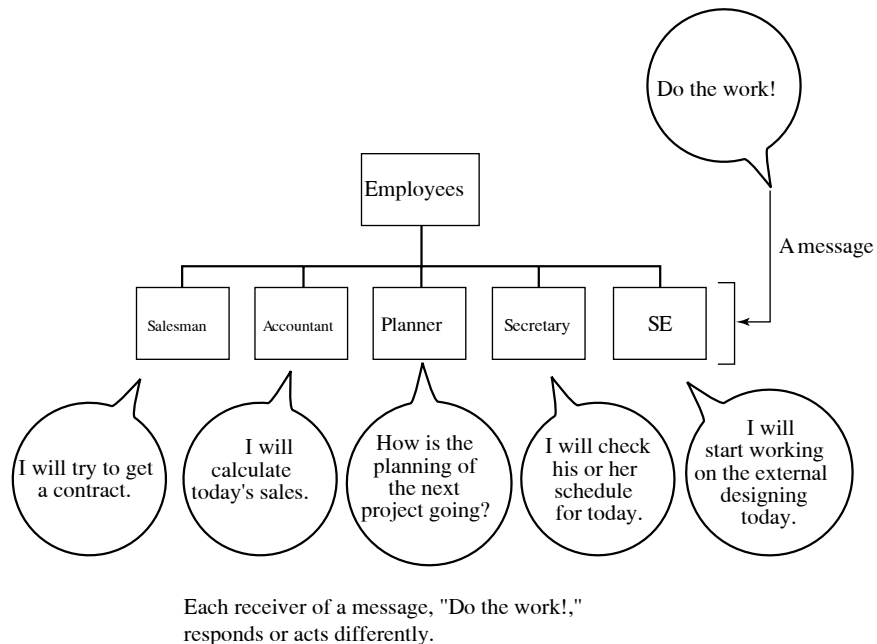 Do the work!
Employees
A message
Salesman
Accountant
Planner
Secretary
SE
I will try to get
a contract.
I will
calculate
today's sales.
How is the
planning of
the next
project going?
I will check
his or her
schedule
for today.
I will
start working
on the external
designing
today.
Each receiver of a message, "Do the work!,"
responds or acts differently.